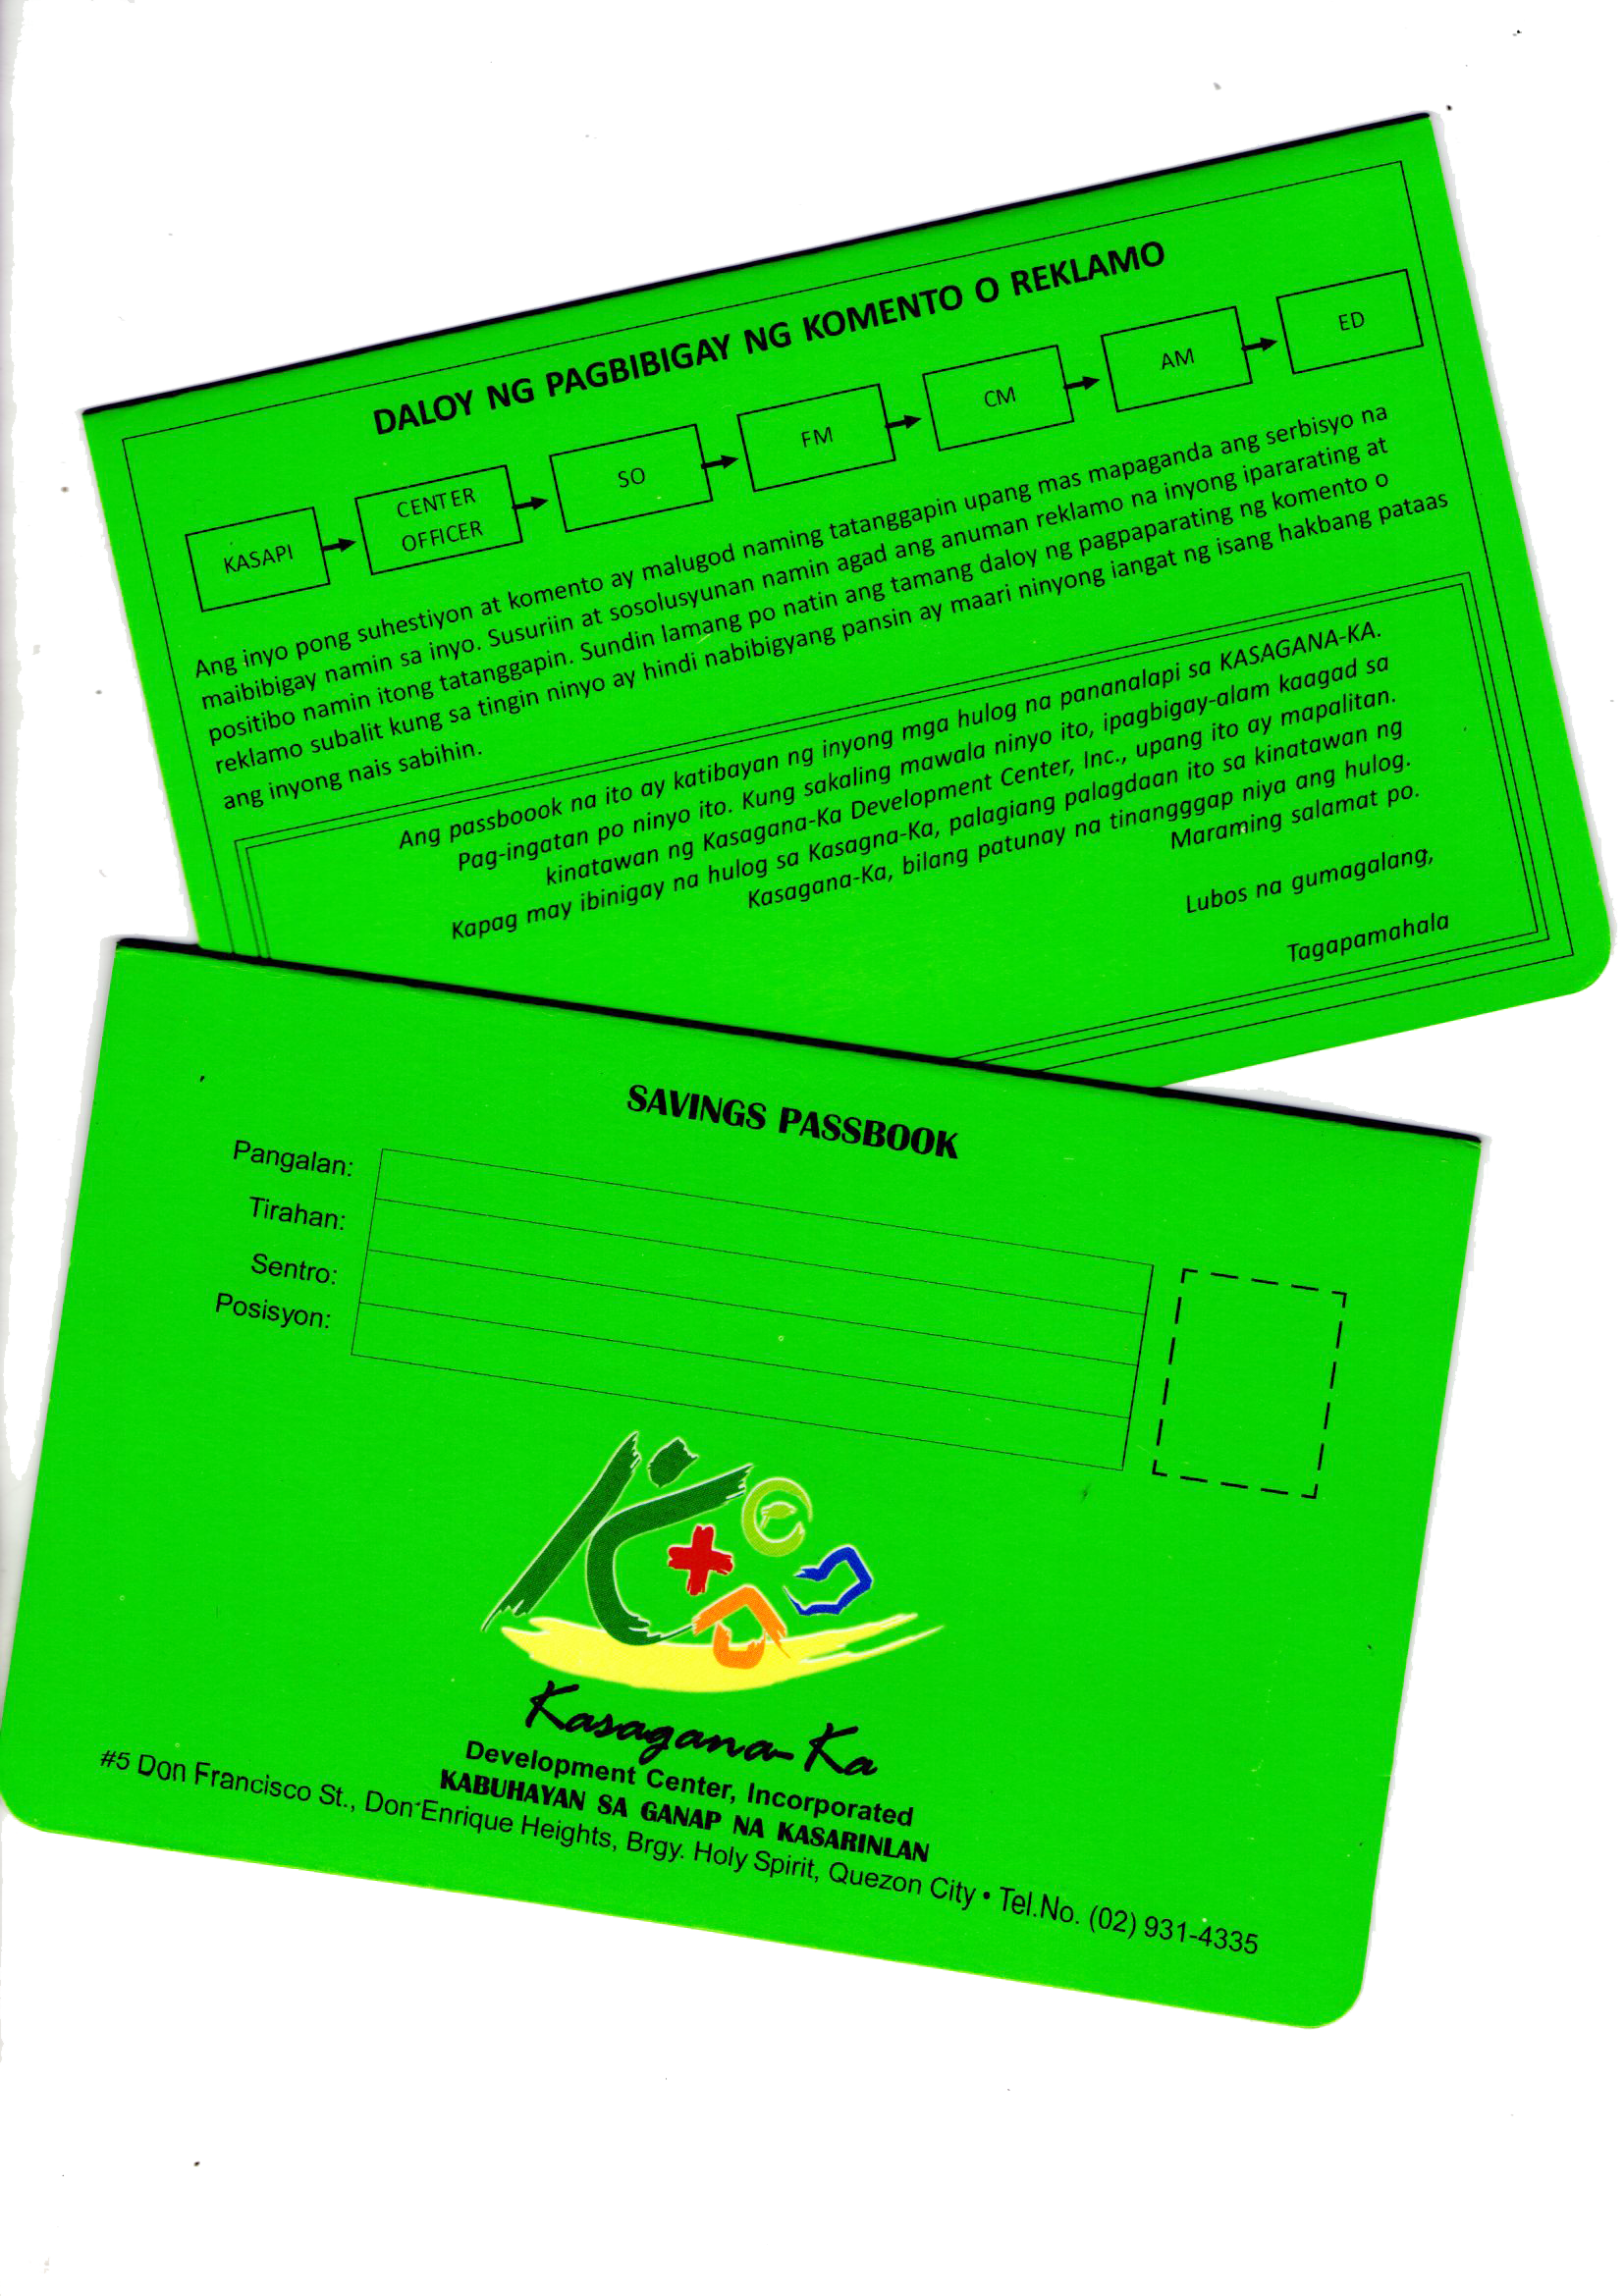 DALOY NG PAGBIBIGAY NG KOMENTO O REKLAMO
KASAPI
CENTER
OFFICER
SO
FM
CM
AM
ED
Ang inyo pong suhestiyon at komento ay malugod naming tatanggapin upang mas mapaganda ang serbisyo na
maibibigay namin sa inyo. Susuriin at sosolusyunan namin agad ang anuman reklamo na inyong ipararating at
positibo namin itong tatanggapin. Sundin lamang po natin ang tamang daloy ng pagpaparating ng komento o
reklamo subalit kung sa tingin ninyo ay hindi nabibigyang pansin ay maari ninyong iangat ng isang hakbang pataas
ang inyong nais sabihin.
Ang passboook na ito ay katibayan ng inyong mga hulog na pananalapi sa KASAGANA-KA.
Pag-ingatan po ninyo ito. Kung sakaling mawala ninyo ito, ipagbigay-alam kaagad sa
kinatawan ng Kasagana-Ka Development Center, Inc., upang ito ay mapalitan.
Kapag may ibinigay na hulog sa Kasagna-Ka, palagiang palagdaan ito sa kinatawan ng
Kasagana-Ka, bilang patunay na tinangggap niya ang hulog.
Maraming salamat po.
Lubos na gumagalang,
Tagapamahala
SAVINGS PASSBOOK
Pangalan:
Tirahan:
Sentro:
Posisyon:
Kasagana-Ka
Development Center, Incorporated
KABUHAYAN SA GANAP NA KASARINLAN
#5 Don Francisco St., Don Enrique Heights, Brgy. Holy Spirit, Quezon City • Tel.No. (02) 931-4335